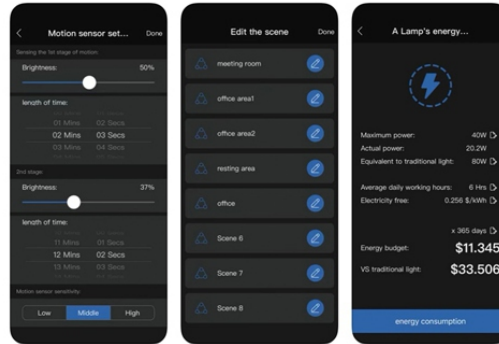 Motion sensor set... Done
Sensing the 1st stage of motion:
Brightness: 50%
length of time:
01 Mins 02 Secs
02 Mins 03 Secs
03 Mins 04 Secs
2nd stage
Brightness: 37%
length of time:
11 Mins 01 Secs
12 Mins 02 Secs
13 Mins 03 Secs
Motion sensor sensitivity:
Low Middle High
Edit the scene Done
meeting room
office area1
office area2
resting area
office
Scene 6
Scene 7
Scene 8
A Lamp's energy...
Maximum power: 40W
Actual power: 20.2W
Equivalent to traditional light: 80W
Average daily working hours: 6 Hrs
Electricity free: 0.256 $/kWh
x 365 days
Energy budget: $11.345
VS traditional light: $33.506
energy consumption